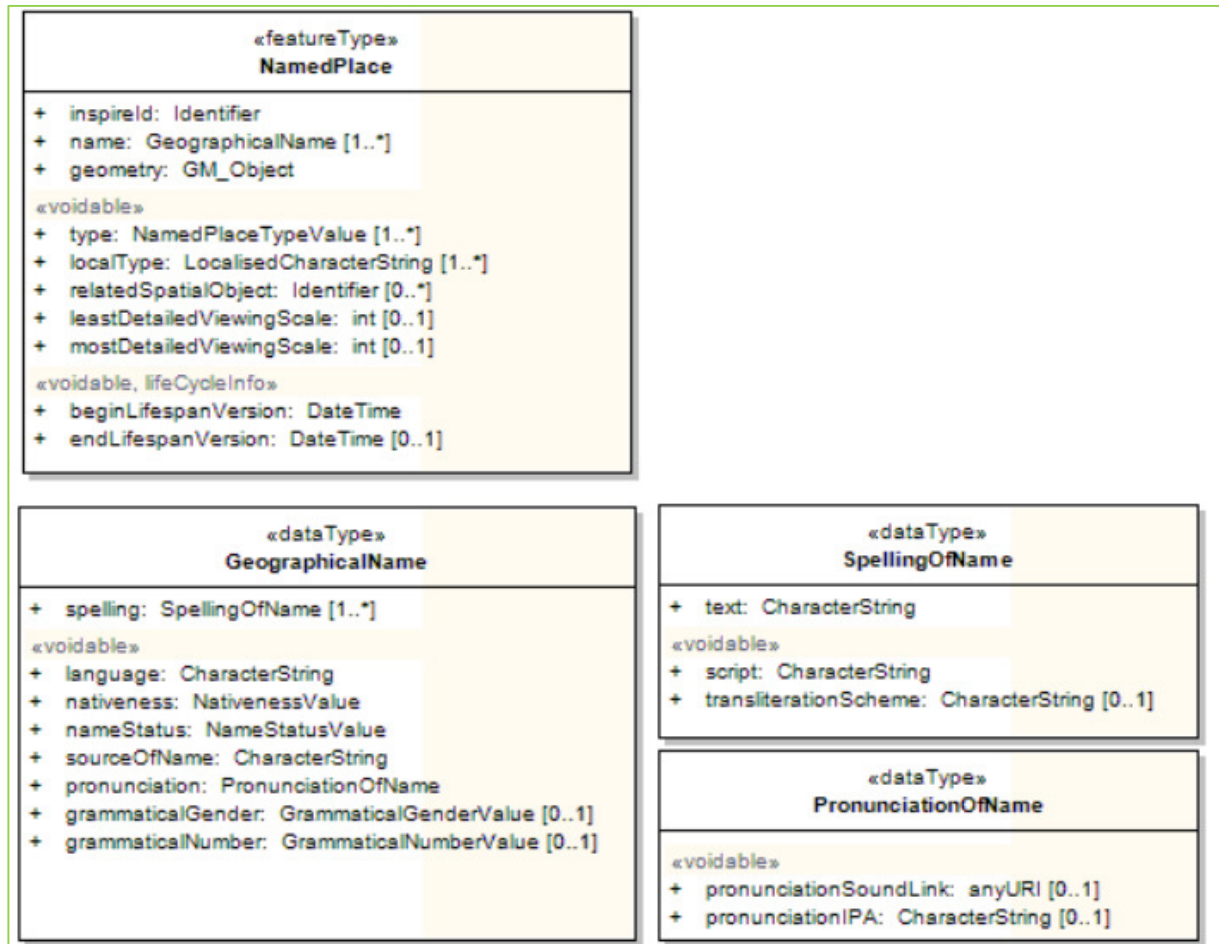 «featureType»
NamedPlace
+ inspireId: Identifier
+ name: GeographicalName [1..*]
+ geometry: GM_Object
«voidable»
+ type: NamedPlaceTypeValue [1..*]
+ localType: LocalisedCharacterString [1..*]
+ relatedSpatialObject: Identifier [0..*]
+ leastDetailedViewingScale: int [0..1]
+ mostDetailedViewingScale: int [0..1]
«voidable, lifeCycleInfo»
+ beginLifespanVersion: DateTime
+ endLifespanVersion: DateTime [0..1]
«dataType»
GeographicalName
+ spelling: SpellingOfName [1..*]
«voidable»
+ language: CharacterString
+ nativeness: NativenessValue
+ nameStatus: NameStatusValue
+ sourceOfName: CharacterString
+ pronunciation: PronunciationOfName
+ grammaticalGender: GrammaticalGenderValue [0..1]
+ grammaticalNumber: GrammaticalNumberValue [0..1]
«dataType»
SpellingOfName
+ text: CharacterString
«voidable»
+ script: CharacterString
+ transliterationScheme: CharacterString [0..1]
«dataType»
PronunciationOfName
«voidable»
+ pronunciationSoundLink: anyURI [0..1]
+ pronunciationIPA: CharacterString [0..1]